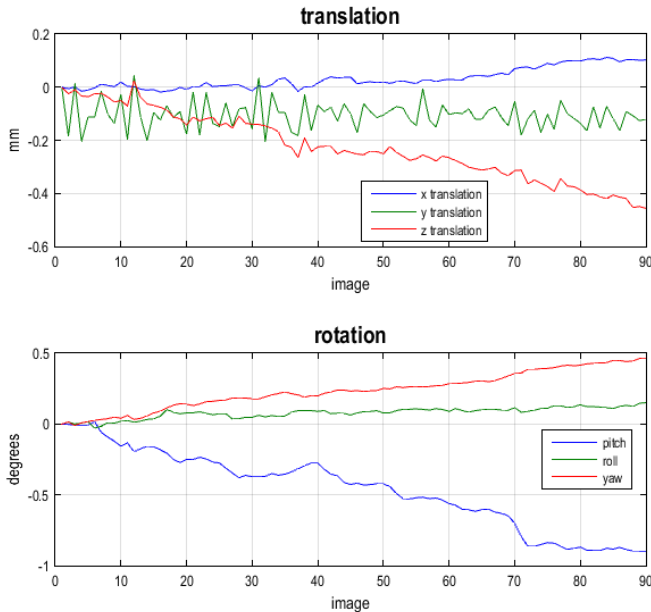 translation
0.2
0
-0.2
-0.4
-0.6
mm
x translation
y translation
z translation
0 10 20 30 40 50 60 70 80 90
image
rotation
0.5
0
-0.5
-1
degrees
pitch
roll
yaw
0 10 20 30 40 50 60 70 80 90
image